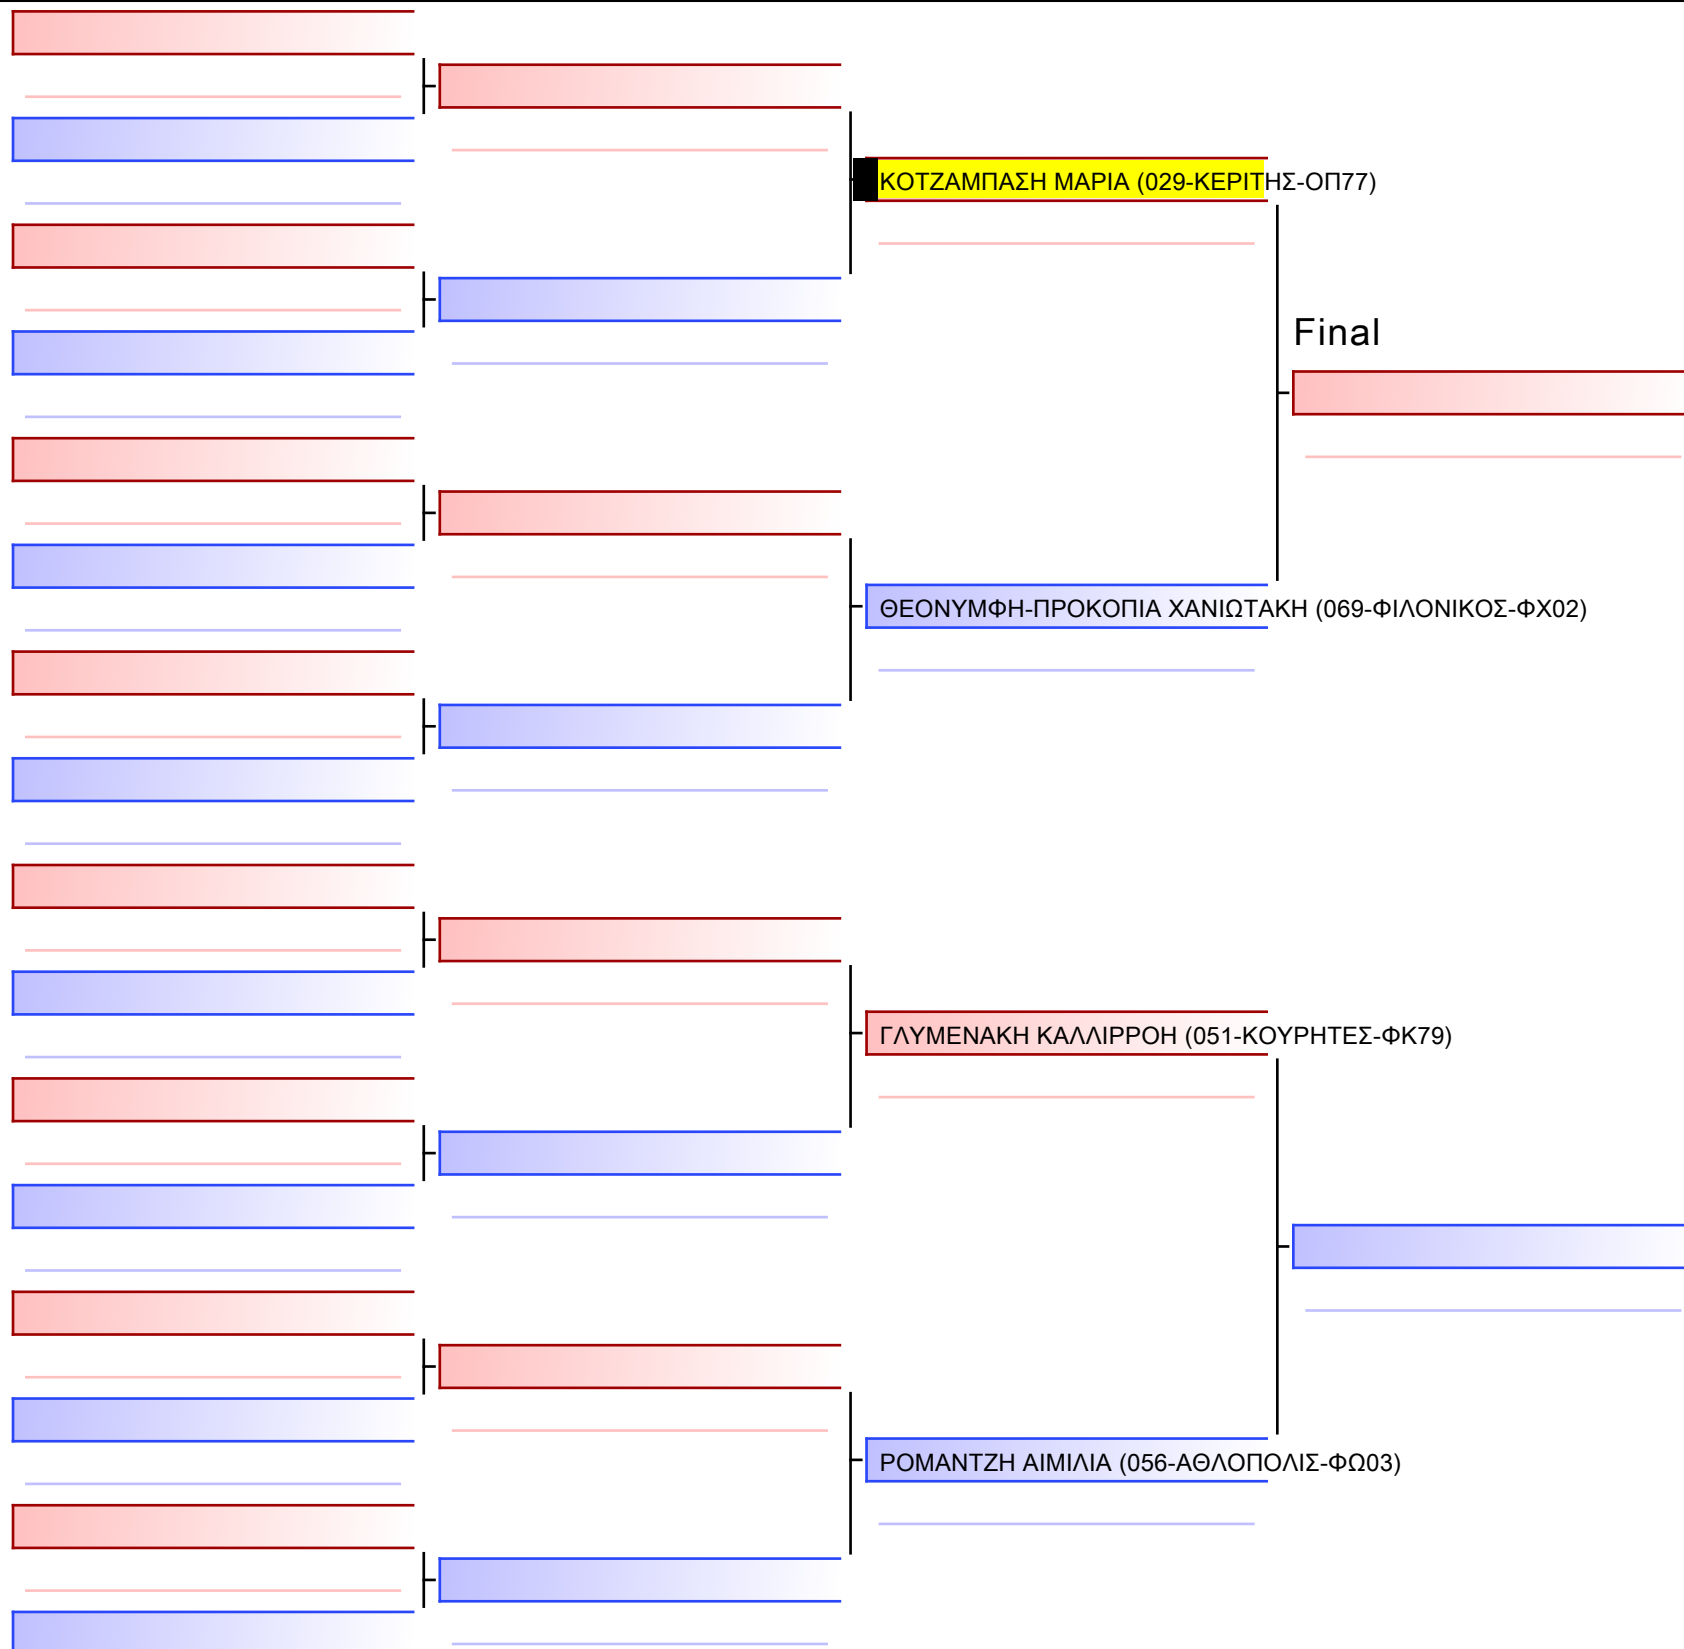 ΚΟΤΖΑΜΠΑΣΗ ΜΑΡΙΑ (029-ΚΕΡΙΤΗΣ-ΟΠ77)
Final
ΘΕΟΝΥΜΦΗ-ΠΡΟΚΟΠΙΑ ΧΑΝΙΩΤΑΚΗ (069-ΦΙΛΟΝΙΚΟΣ-ΦΧ02)
ΓΛΥΜΕΝΑΚΗ ΚΑΛΛΙΡΡΟΗ (051-ΚΟΥΡΗΤΕΣ-ΦΚ79)
ΡΟΜΑΝΤΖΗ ΑΙΜΙΛΙΑ (056-ΑΘΛΟΠΟΛΙΣ-ΦΩ03)